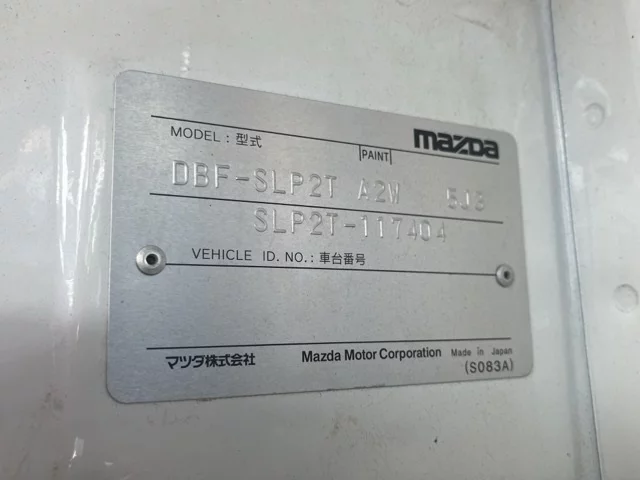 mazda
MODEL : 型式
PAINT
DBF-SLP2T A2W 5J3
SLP2T-117404
VEHICLE ID. NO. : 車台番号
マツダ株式会社 Mazda Motor Corporation Made in Japan
(S083A)